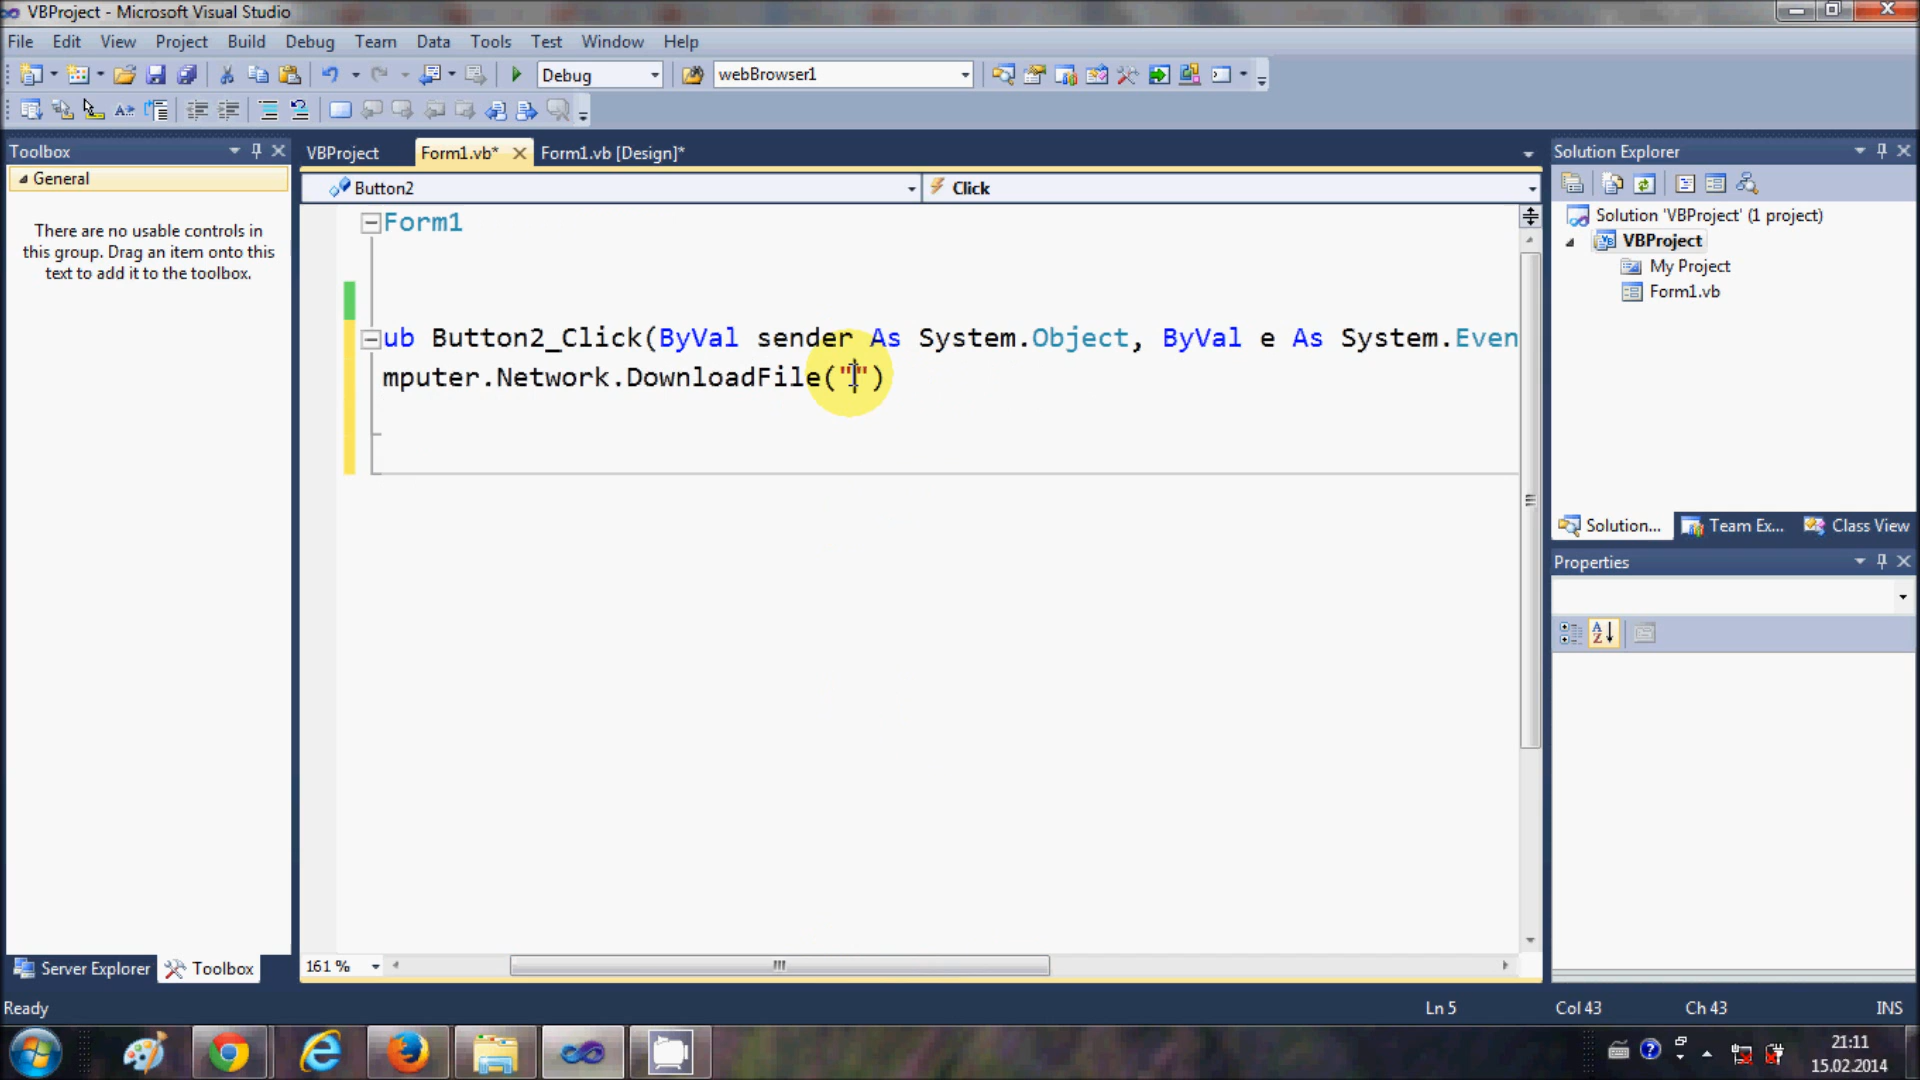 VBProject - Microsoft Visual Studio
File Edit View Project Build Debug Team Data Tools Test Window Help
Debug webBrowser1
Toolbox
General
There are no usable controls in
this group. Drag an item onto this
text to add it to the toolbox.
Server Explorer Toolbox
VBProject Form1.vb* Form1.vb [Design]*
Button2 Click
Form1
ub Button2_Click(ByVal sender As System.Object, ByVal e As System.Even
mputer.Network.DownloadFile("")
161 %
Solution Explorer
Solution 'VBProject' (1 project)
VBProject
My Project
Form1.vb
Solution... Team Ex... Class View
Properties
Ready Ln 5 Col 43 Ch 43 INS
21:11
15.02.2014